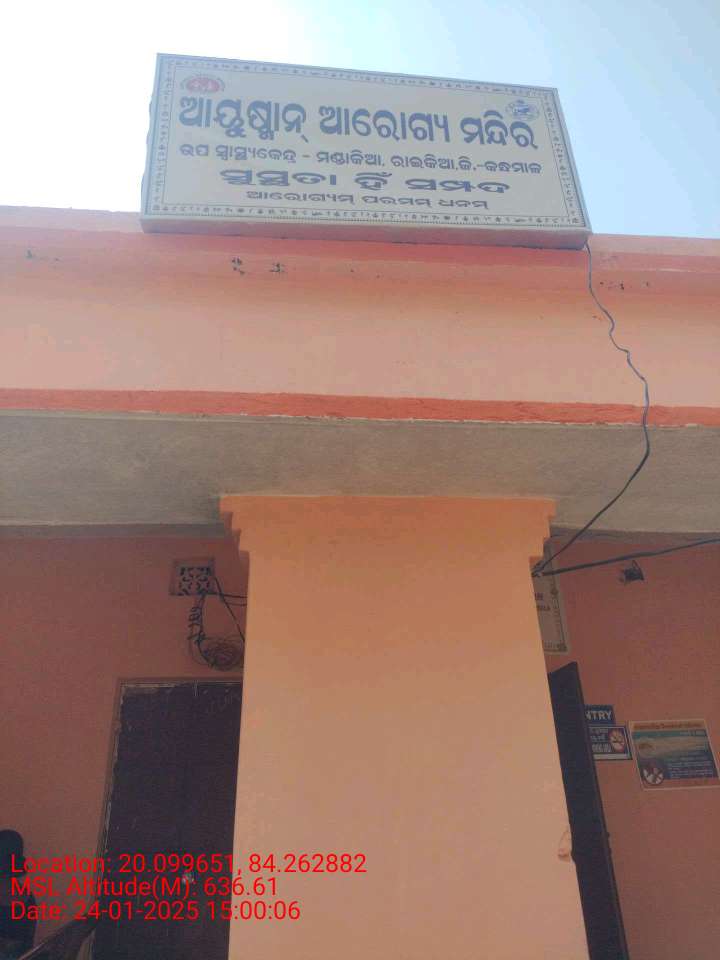 ଆୟୁଷ୍ମାନ୍ ଆରୋଗ୍ୟ ମନ୍ଦିର
ଉପ ସ୍ୱାସ୍ଥ୍ୟକେନ୍ଦ୍ର - ମଣ୍ଡାକିଆ, ରାଇକିଆ,ଜି.-କନ୍ଧମାଳ
ସୁସ୍ଥତା ହିଁ ସମ୍ପଦ
ଆରୋଗ୍ୟମ୍ ପରମମ୍ ଧନମ୍
NTRY
Location: 20.099651, 84.262882
MSL Altitude(M): 636.61
Date: 24-01-2025 15:00:06